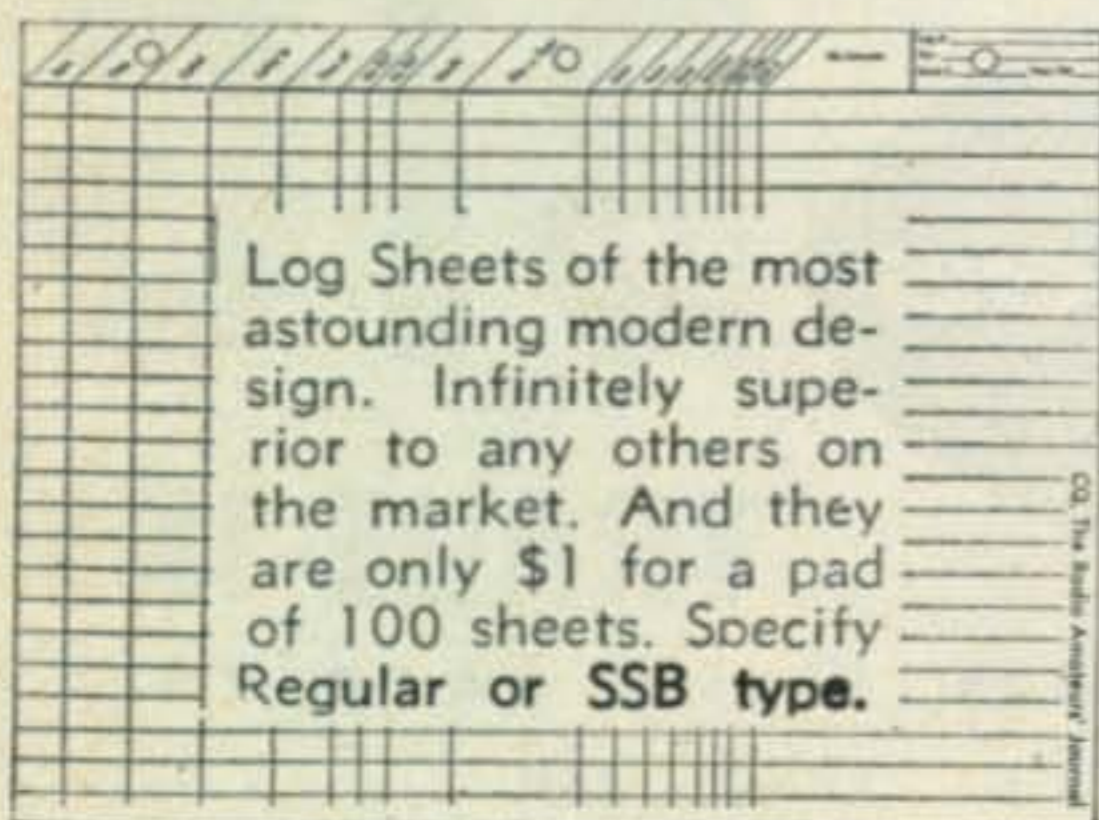 Log Sheets of the most
astounding modern de-
sign. Infinitely supe-
rior to any others on
the market. And they
are only $1 for a pad
of 100 sheets. Specify
Regular or SSB type.
CQ, The Radio Amateurs' Journal